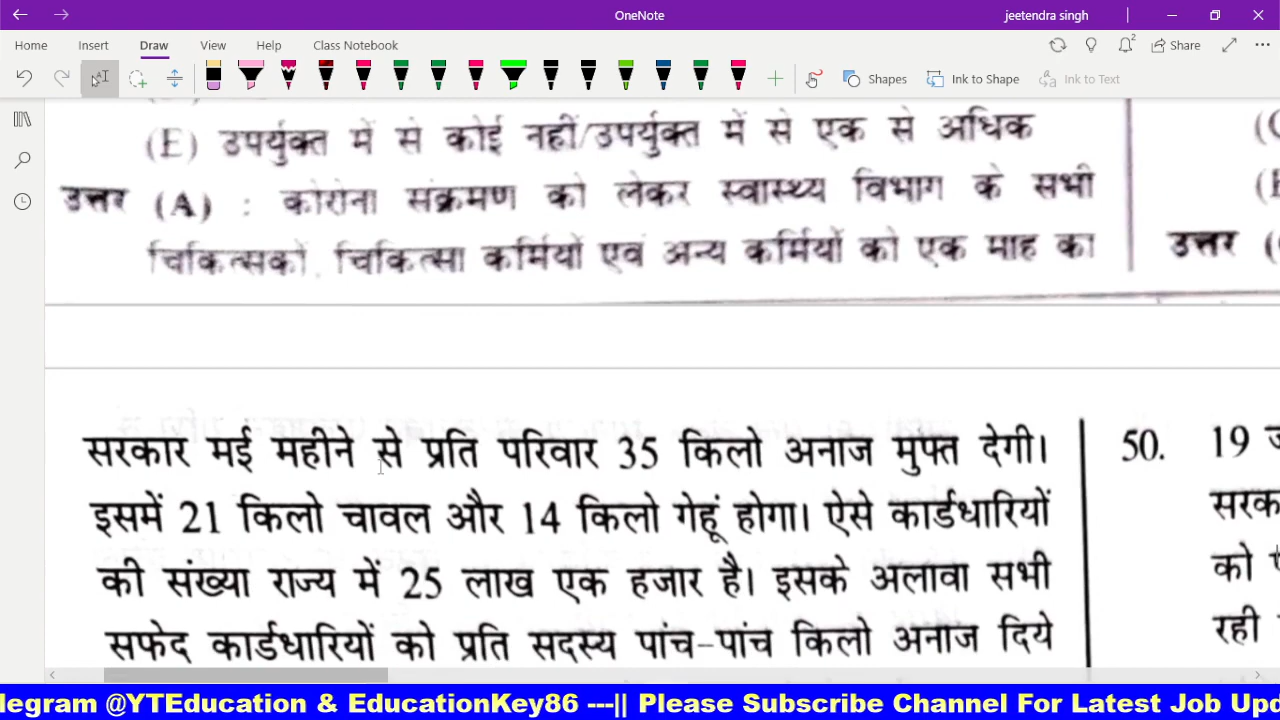 OneNote
jeetendra singh
Home Insert Draw View Help Class Notebook
Share
Shapes
Ink to Shape
Ink to Text
(E) उपर्युक्त में से कोई नहीं/उपर्युक्त में से एक से अधिक
उत्तर (A) : कोरोना संक्रमण को लेकर स्वास्थ्य विभाग के सभी
चिकित्सकों, चिकित्सा कर्मियों एवं अन्य कर्मियों को एक माह का
उत्तर (
सरकार मई महीने से प्रति परिवार 35 किलो अनाज मुफ्त देगी।
इसमें 21 किलो चावल और 14 किलो गेहूं होगा। ऐसे कार्डधारियों
की संख्या राज्य में 25 लाख एक हजार है। इसके अलावा सभी
सफेद कार्डधारियों को प्रति सदस्य पांच-पांच किलो अनाज दिये
50. 19
सरक
को
रही
legram @YTEducation & EducationKey86 ---|| Please Subscribe Channel For Latest Job Upd